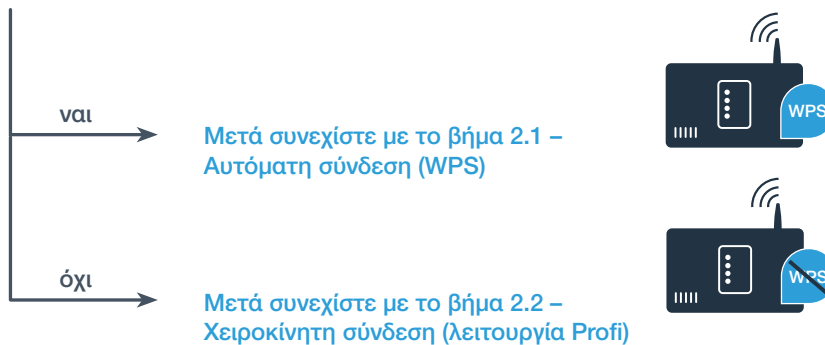 ναι
Μετά συνεχίστε με το βήμα 2.1 –
Αυτόματη σύνδεση (WPS)
WPS
όχι
Μετά συνεχίστε με το βήμα 2.2 –
Χειροκίνητη σύνδεση (λειτουργία Profi)
WPS